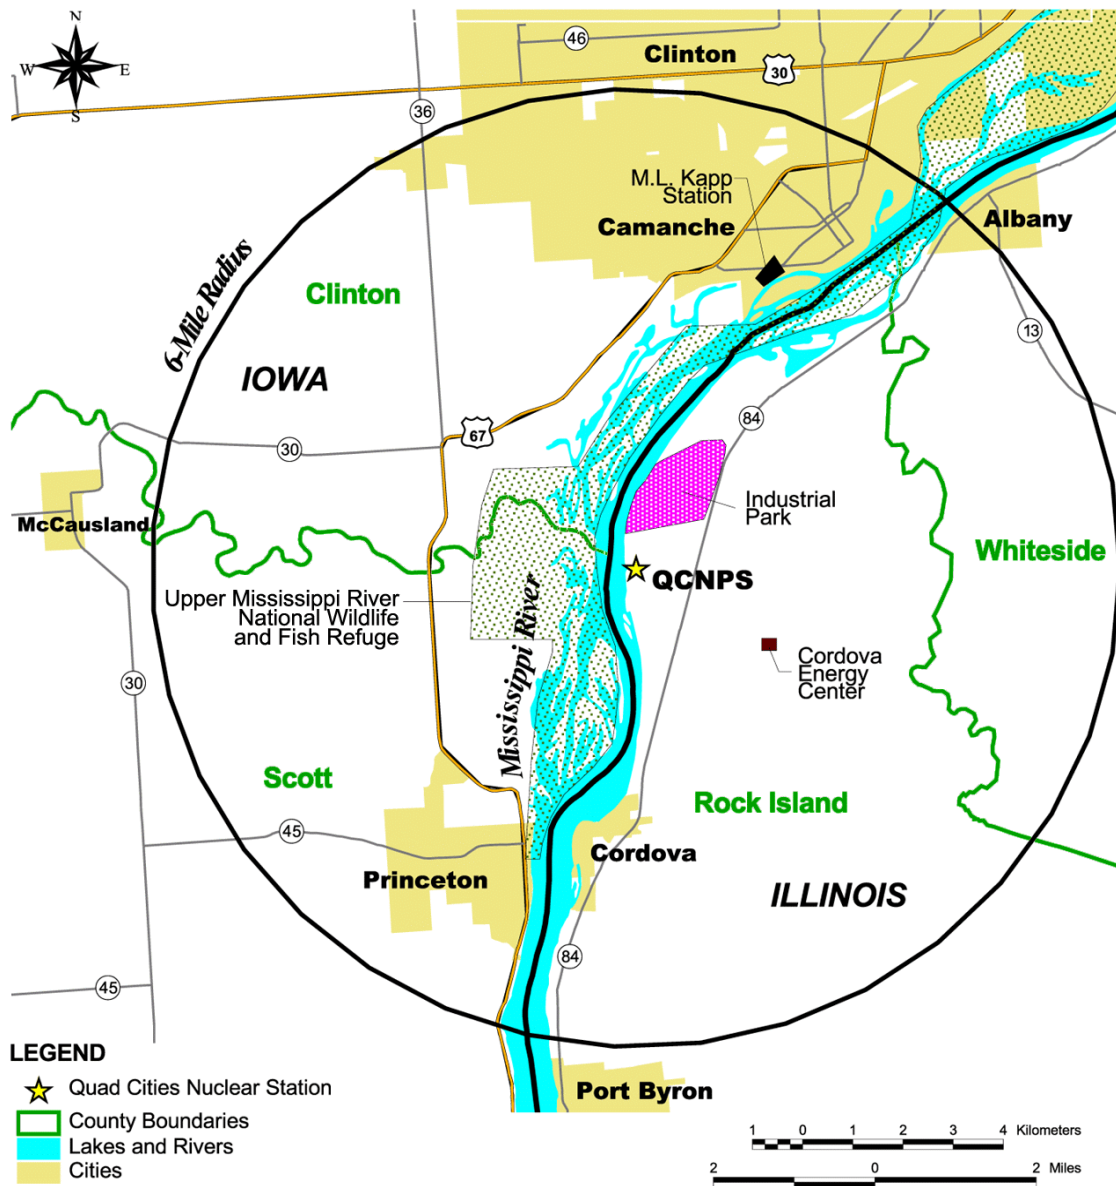 N
W
E
S
46
Clinton
30
36
M.L. Kapp
Station
Camanche
Albany
6-Mile Radius
Clinton
13
IOWA
84
67
30
Industrial
Park
McCausland
Whiteside
QCNPS
Upper Mississippi River
National Wildlife
and Fish Refuge
Mississippi River
Cordova
Energy
Center
30
Scott
Rock Island
45
Cordova
Princeton
ILLINOIS
84
45
LEGEND
Quad Cities Nuclear Station
County Boundaries
Lakes and Rivers
Cities
Port Byron
1 0 1 2 3 4 Kilometers
2 0 2 Miles